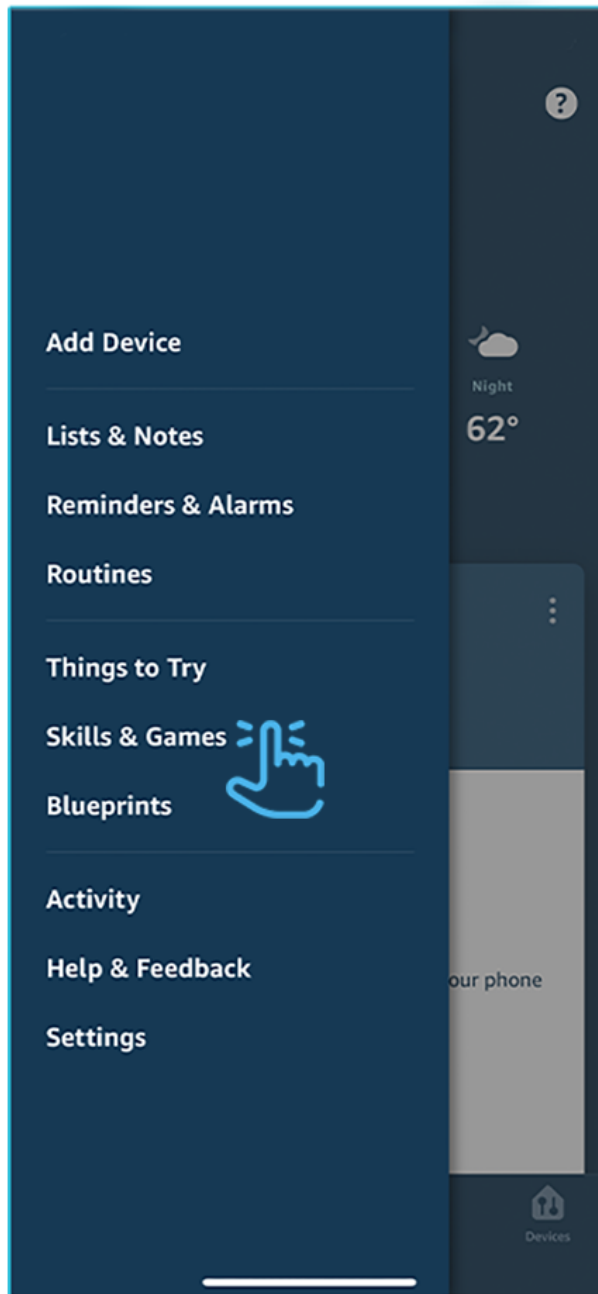 ?
Add Device
Night
Lists & Notes
62°
Reminders & Alarms
Routines
Things to Try
Skills & Games
Blueprints
Activity
Help & Feedback
our phone
Settings
Devices